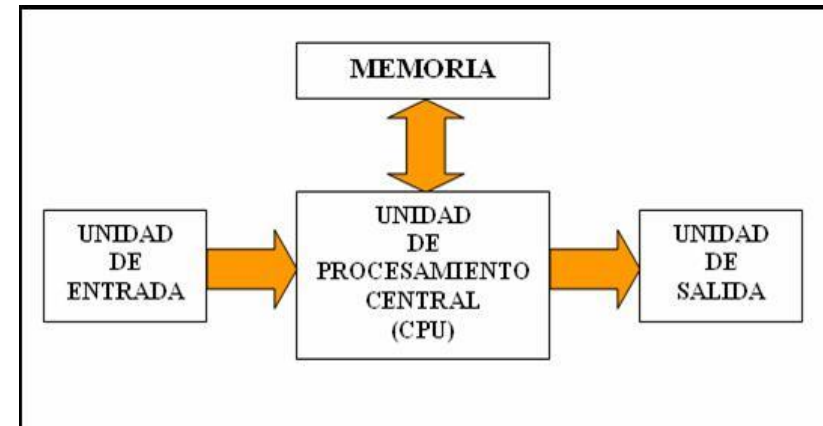 MEMORIA
UNIDAD
DE
ENTRADA
UNIDAD
DE
PROCESAMIENTO
CENTRAL
(CPU)
UNIDAD
DE
SALIDA